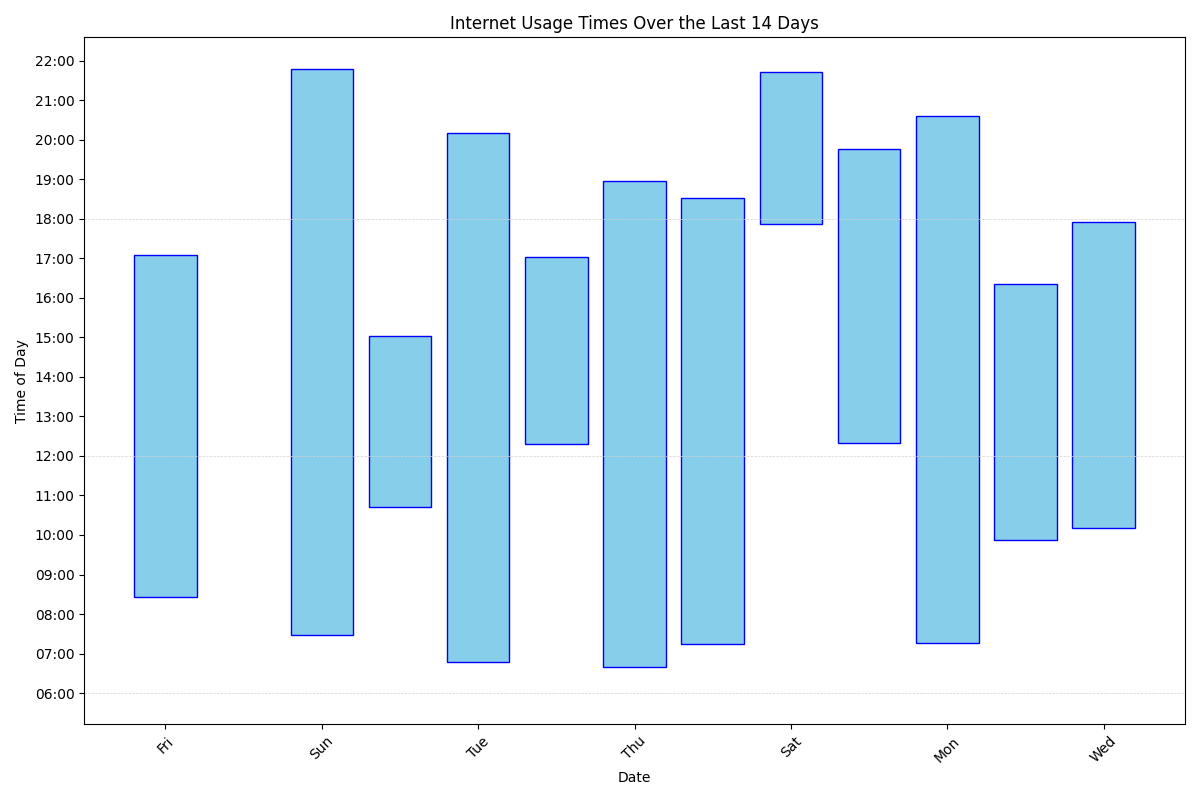 Internet Usage Times Over the Last 14 Days
22:00
21:00
20:00
19:00
18:00
17:00
16:00
15:00
14:00
13:00
12:00
11:00
10:00
09:00
08:00
07:00
06:00
Time of Day
Fri
Sun
Tue
Thu
Sat
Mon
Wed
Date